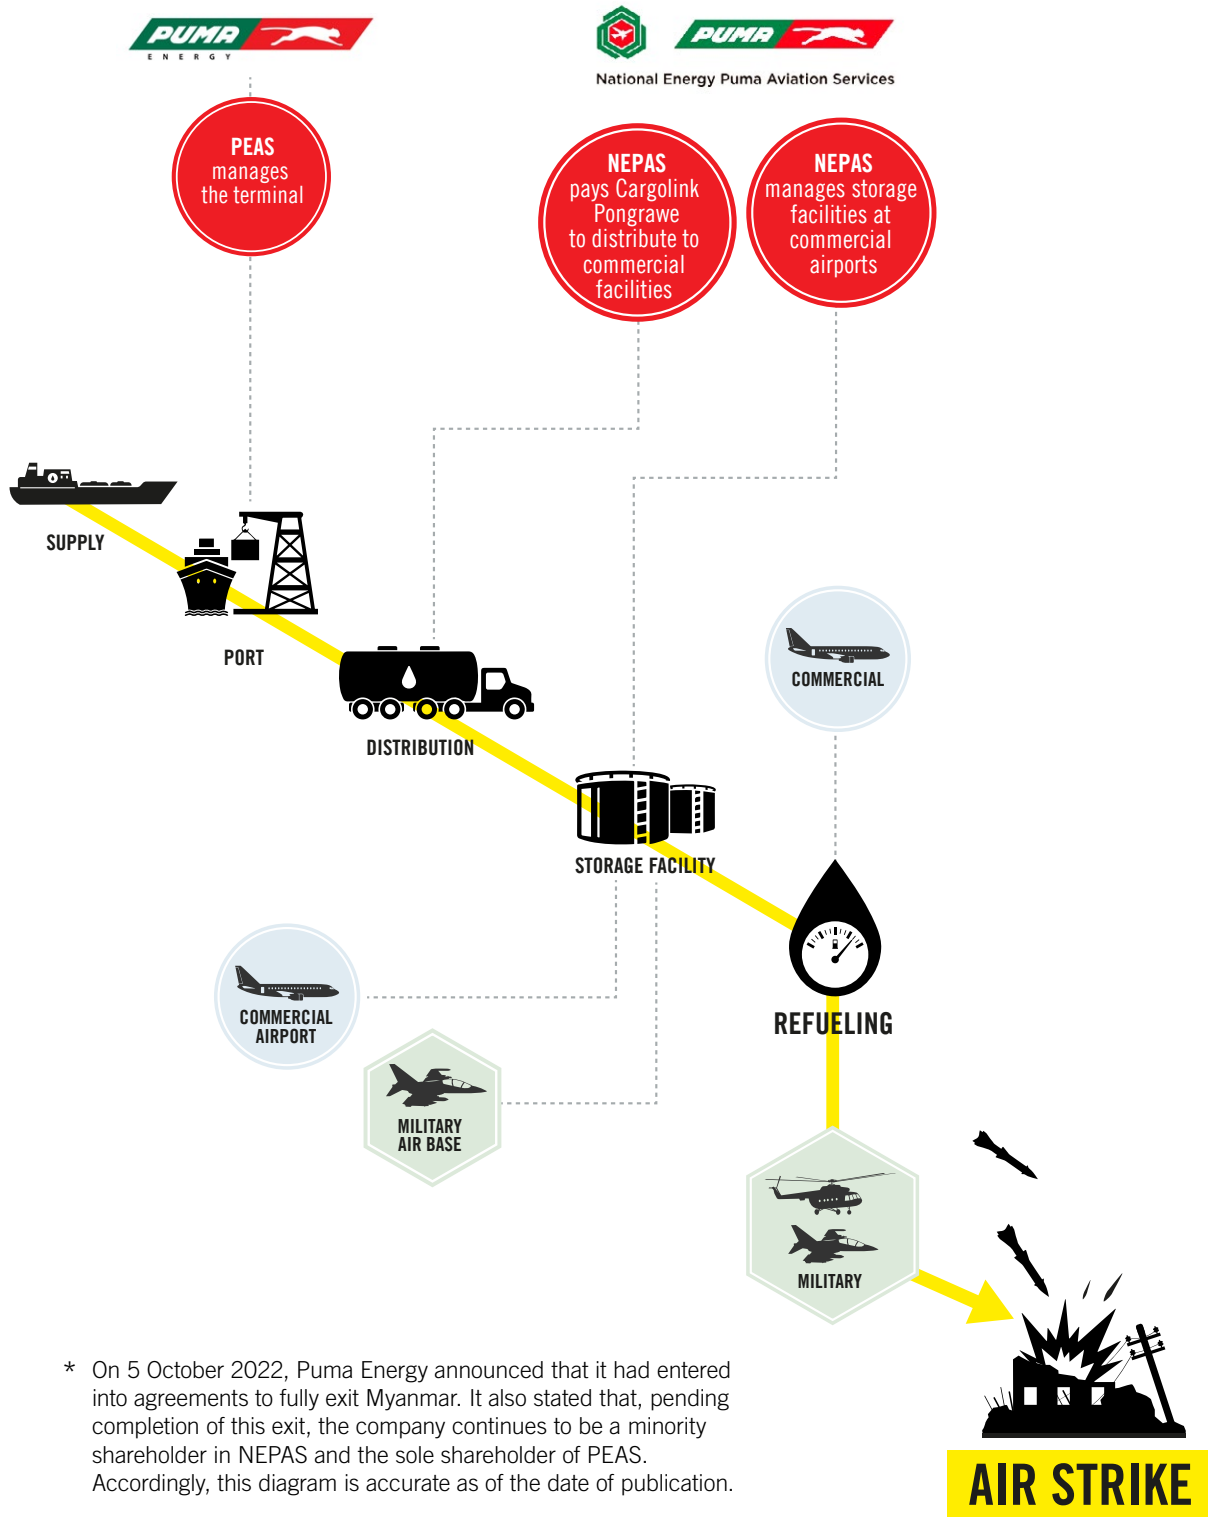 PUMA
ENERGY
PUMA
National Energy Puma Aviation Services
PEAS
manages
the terminal
NEPAS
pays Cargolink
Pongrawe
to distribute to
commercial
facilities
NEPAS
manages storage
facilities at
commercial
airports
SUPPLY
PORT
DISTRIBUTION
COMMERCIAL
STORAGE FACILITY
COMMERCIAL
AIRPORT
REFUELING
MILITARY
AIR BASE
MILITARY
* On 5 October 2022, Puma Energy announced that it had entered
into agreements to fully exit Myanmar. It also stated that, pending
completion of this exit, the company continues to be a minority
shareholder in NEPAS and the sole shareholder of PEAS.
Accordingly, this diagram is accurate as of the date of publication.
AIR STRIKE